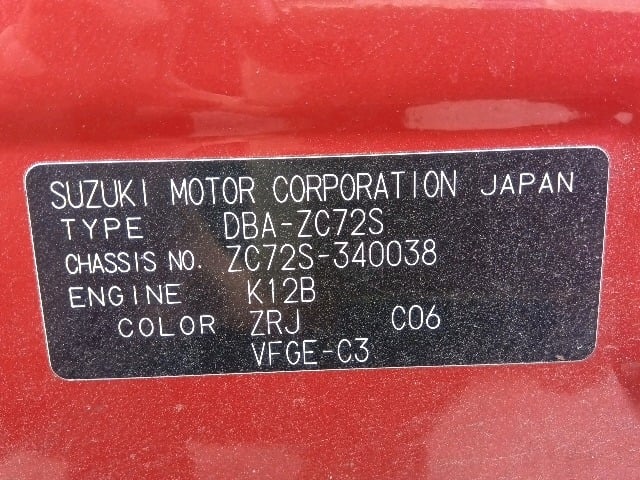 SUZUKI MOTOR CORPORATION JAPAN
TYPE DBA-ZC72S
CHASSIS NO. ZC72S-340038
ENGINE K12B
COLOR ZRJ C06
VFGE-C3